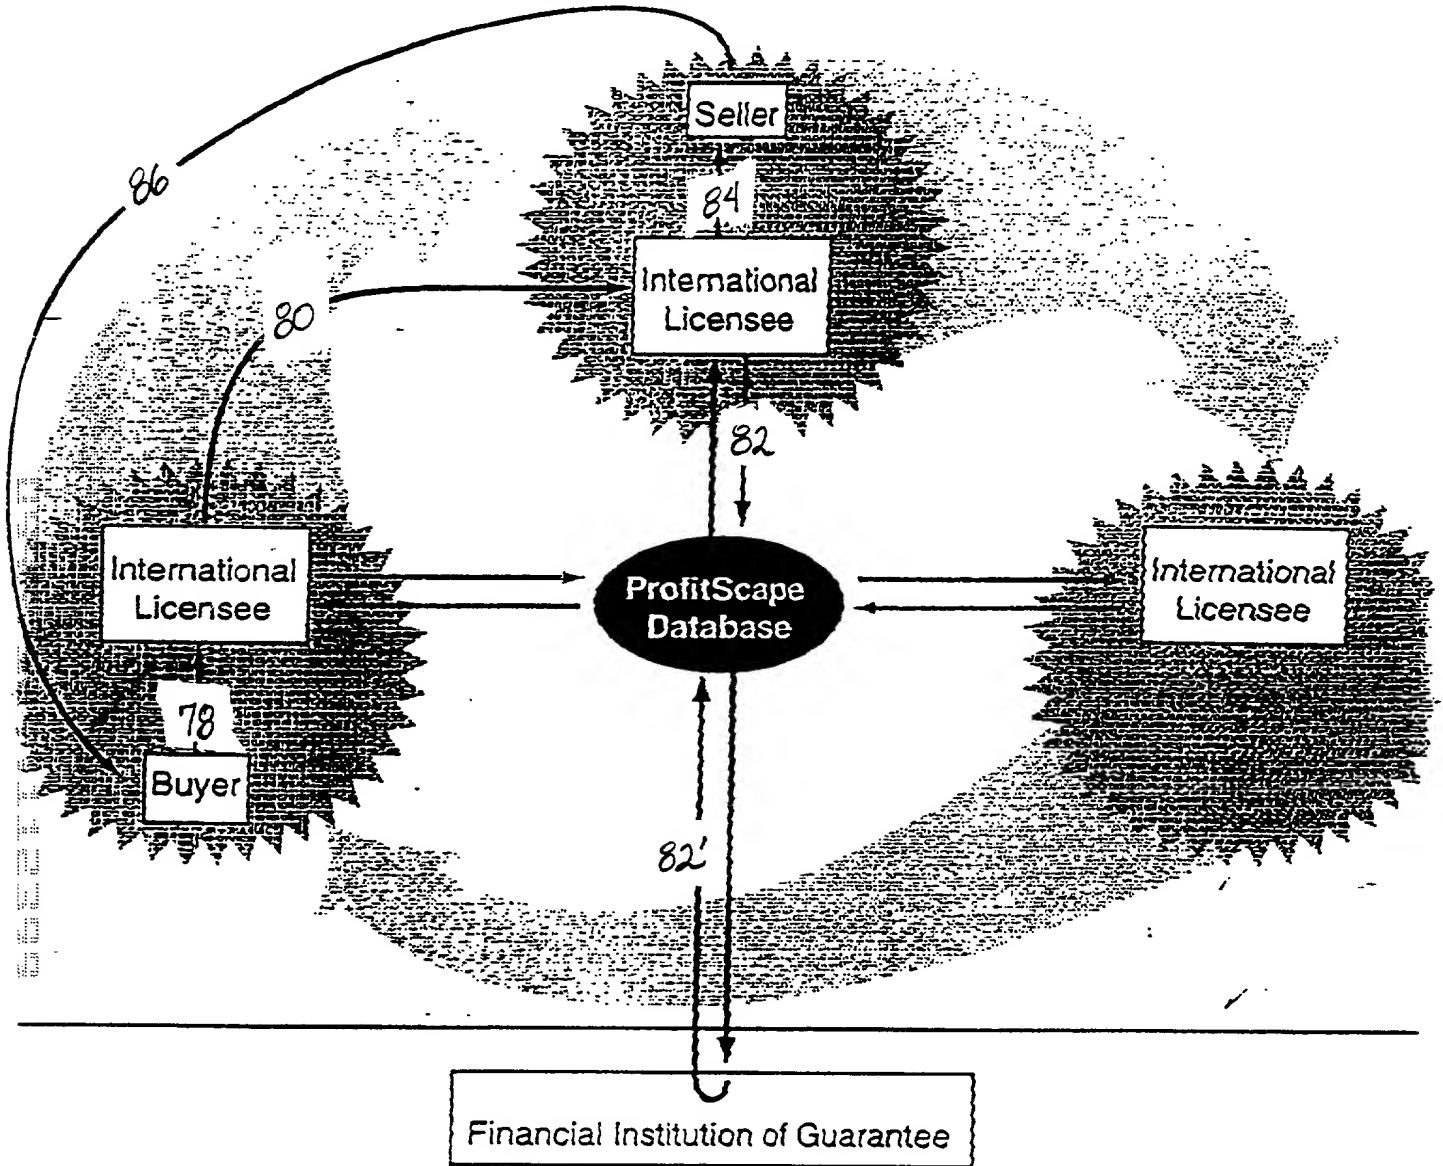 Seller
86
84
International
Licensee
80
82
International
Licensee
ProfitScape
Database
International
Licensee
78
Buyer
82'
Financial Institution of Guarantee